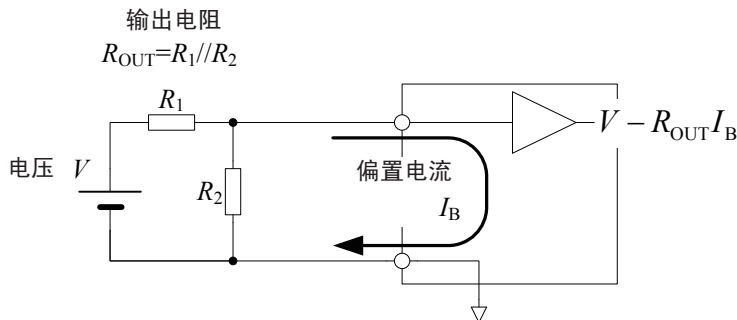 输出电阻
R_OUT=R_1//R_2
R_1
V − R_OUT I_B
电压 V
偏置电流
R_2
I_B